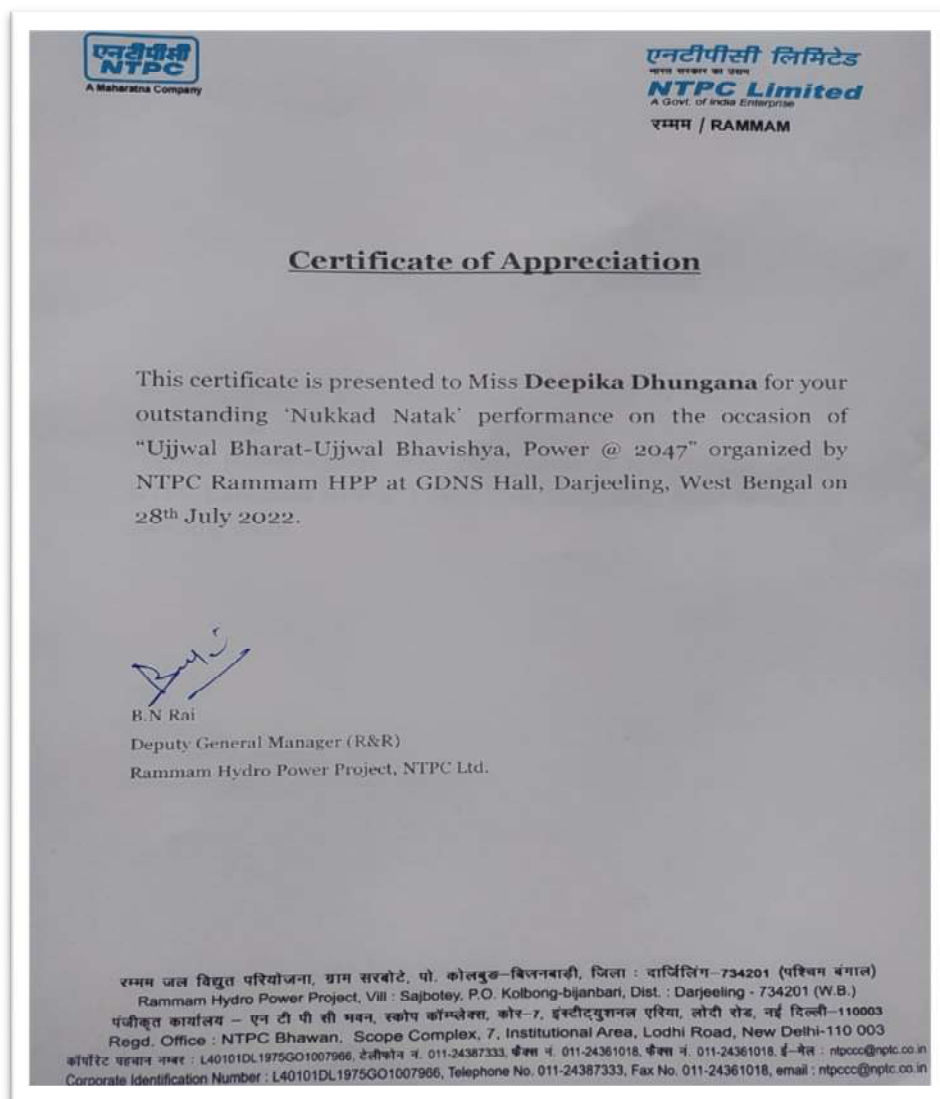 एनटीपीसी
NTPC
A Maharatna Company
एनटीपीसी लिमिटेड
भारत सरकार का उद्यम
NTPC Limited
A Govt. of India Enterprise
रम्मम / RAMMAM
Certificate of Appreciation
This certificate is presented to Miss Deepika Dhungana for your
outstanding ‘Nukkad Natak’ performance on the occasion of
“Ujjwal Bharat-Ujjwal Bhavishya, Power @ 2047” organized by
NTPC Rammam HPP at GDNS Hall, Darjeeling, West Bengal on
28th July 2022.
B.N Rai
Deputy General Manager (R&R)
Rammam Hydro Power Project, NTPC Ltd.
रम्मम जल विद्युत परियोजना, ग्राम सरबोटे, पो. कोलबुङ–बिजनबाड़ी, जिला : दार्जिलिंग–734201 (पश्चिम बंगाल)
Rammam Hydro Power Project, Vill : Sajbotey, P.O. Kolbong-bijanbari, Dist. : Darjeeling - 734201 (W.B.)
पंजीकृत कार्यालय – एन टी पी सी भवन, स्कोप कॉम्प्लेक्स, कोर–7, इंस्टीट्युशनल एरिया, लोदी रोड, नई दिल्ली–110003
Regd. Office : NTPC Bhawan, Scope Complex, 7, Institutional Area, Lodhi Road, New Delhi-110 003
कॉर्पोरेट पहचान नम्बर : L40101DL1975GO1007966, टेलीफोन नं. 011-24387333, फैक्स नं. 011-24361018, फैक्स नं. 011-24361018, ई–मेल : ntpccc@nptc.co.in
Corporate Identification Number : L40101DL1975GO1007966, Telephone No. 011-24387333, Fax No. 011-24361018, email : ntpccc@nptc.co.in